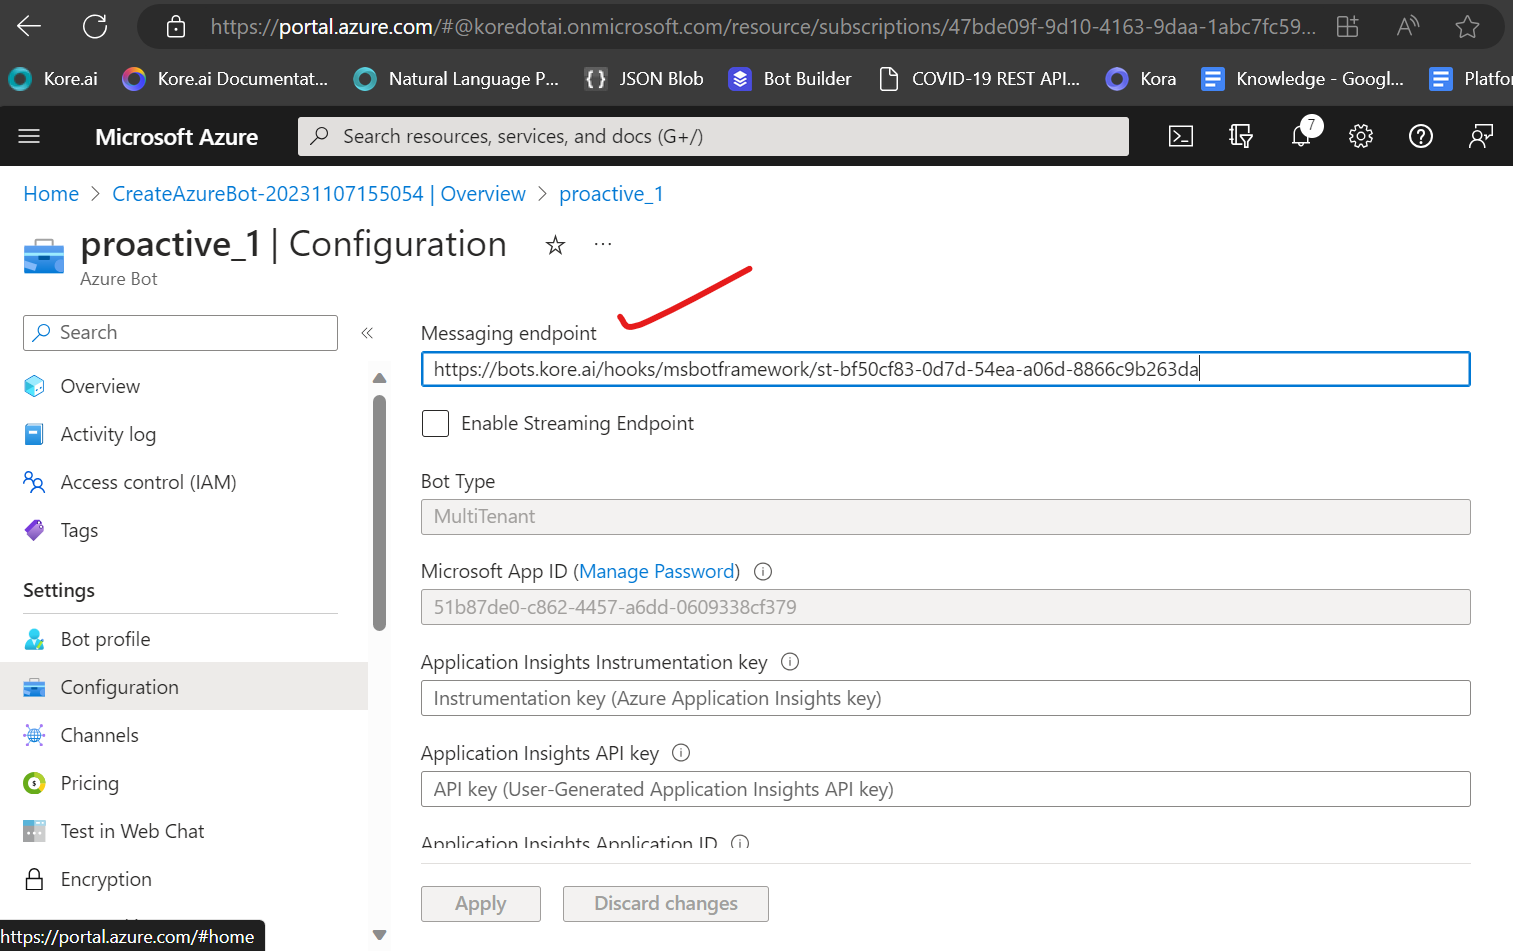 https://portal.azure.com/#@koredotai.onmicrosoft.com/resource/subscriptions/47bde09f-9d10-4163-9daa-1abc7fc59...
Kore.ai Kore.ai Documentat... Natural Language P... JSON Blob Bot Builder COVID-19 REST API... Kora Knowledge - Googl... Platfo
Microsoft Azure Search resources, services, and docs (G+/) 7
Home > CreateAzureBot-20231107155054 | Overview > proactive_1
proactive_1 | Configuration ☆ ...
Azure Bot
Search «
Overview
Activity log
Access control (IAM)
Tags
Settings
Bot profile
Configuration
Channels
Pricing
Test in Web Chat
Encryption
Messaging endpoint
https://bots.kore.ai/hooks/msbotframework/st-bf50cf83-0d7d-54ea-a06d-8866c9b263da
Enable Streaming Endpoint
Bot Type
MultiTenant
Microsoft App ID (Manage Password)
51b87de0-c862-4457-a6dd-0609338cf379
Application Insights Instrumentation key
Instrumentation key (Azure Application Insights key)
Application Insights API key
API key (User-Generated Application Insights API key)
Application Insights Application ID
Apply Discard changes
https://portal.azure.com/#home